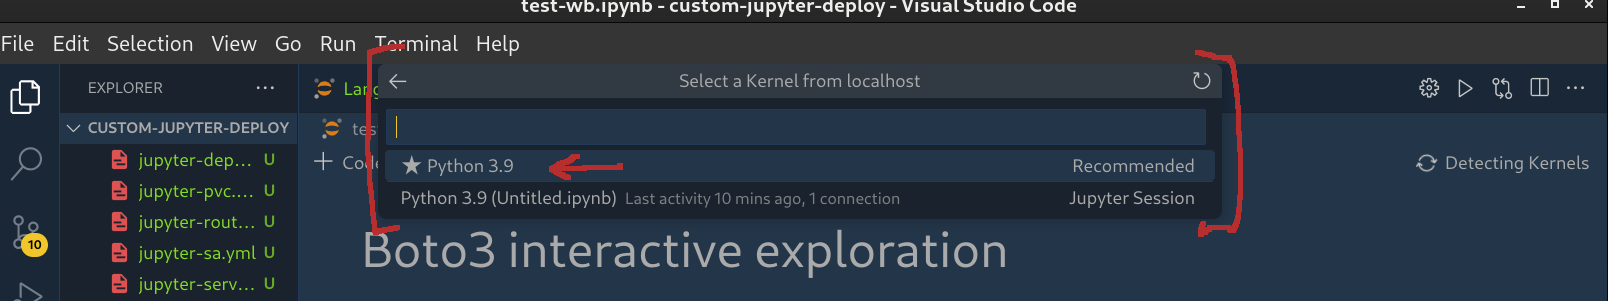 test-wb.ipynb - custom-jupyter-deploy - Visual Studio Code
File Edit Selection View Go Run Terminal Help
EXPLORER ···
Lang
Select a Kernel from localhost
CUSTOM-JUPYTER-DEPLOY
tes
jupyter-dep... U
+ Code
★ Python 3.9 Recommended
Detecting Kernels
jupyter-pvc.... U
Python 3.9 (Untitled.ipynb) Last activity 10 mins ago, 1 connection Jupyter Session
jupyter-rout... U
10
jupyter-sa.yml U
Boto3 interactive exploration
jupyter-serv... U